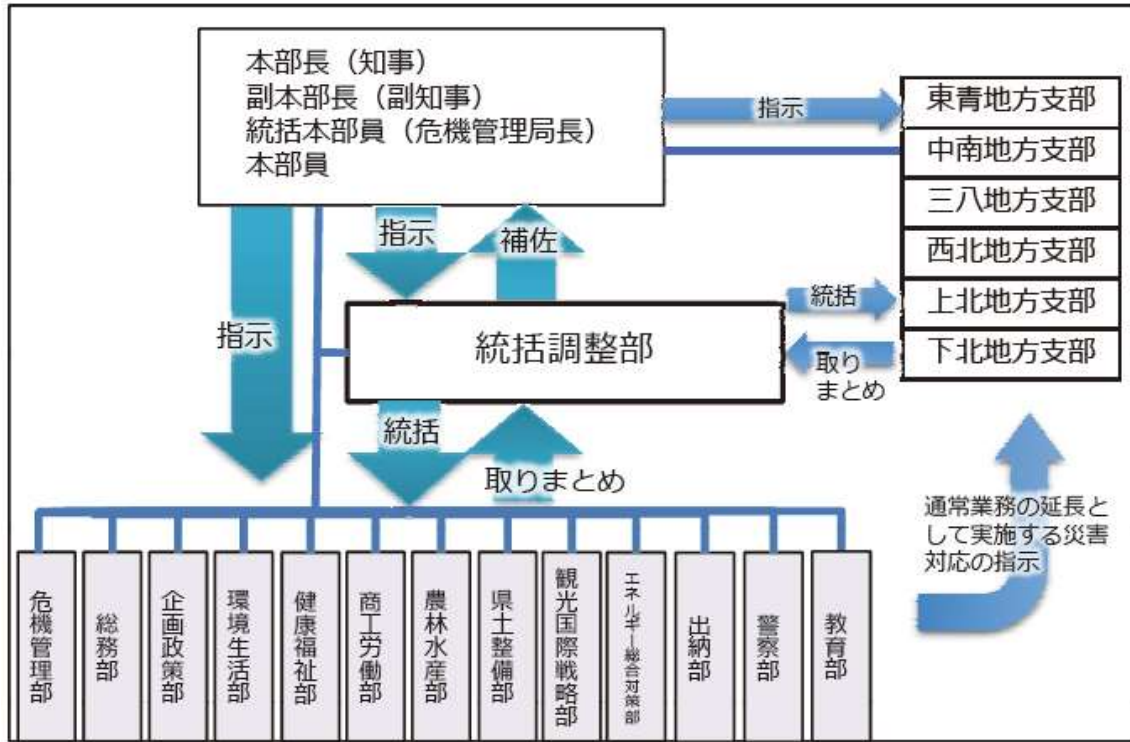 本部長（知事）
副本部長（副知事）
統括本部員（危機管理局長）
本部員
指示
東青地方支部
中南地方支部
三八地方支部
西北地方支部
上北地方支部
下北地方支部
指示
補佐
指示
統括調整部
統括
取り
まとめ
統括
取りまとめ
通常業務の延長と
して実施する災害
対応の指示
危機管理部
総務部
企画政策部
環境生活部
健康福祉部
商工労働部
農林水産部
県土整備部
観光国際戦略部
エネルギー総合対策部
出納部
警察部
教育部